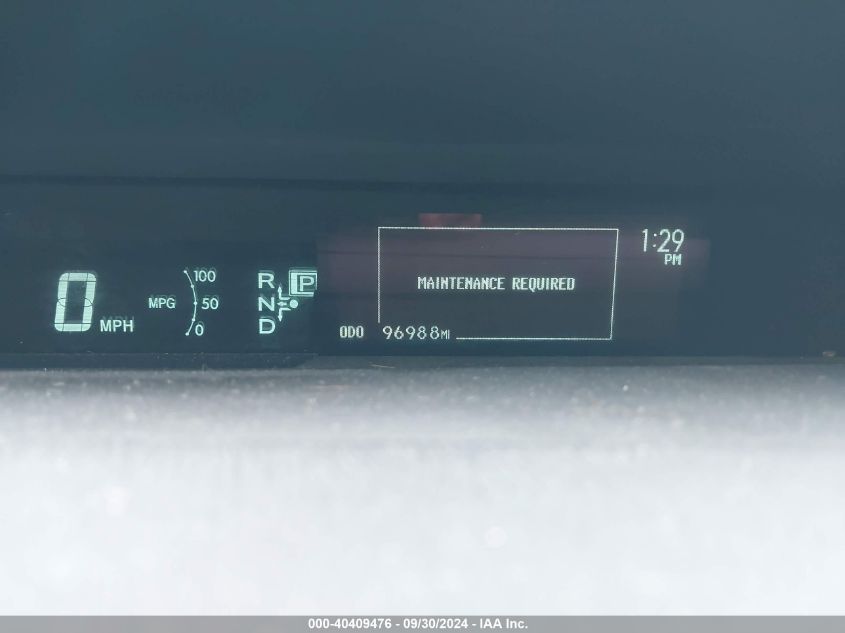 0 MPH
MPG
100
50
0
R
P
N
D
MAINTENANCE REQUIRED
ODO 96988MI
1:29
PM
000-40409476 - 09/30/2024 - IAA Inc.